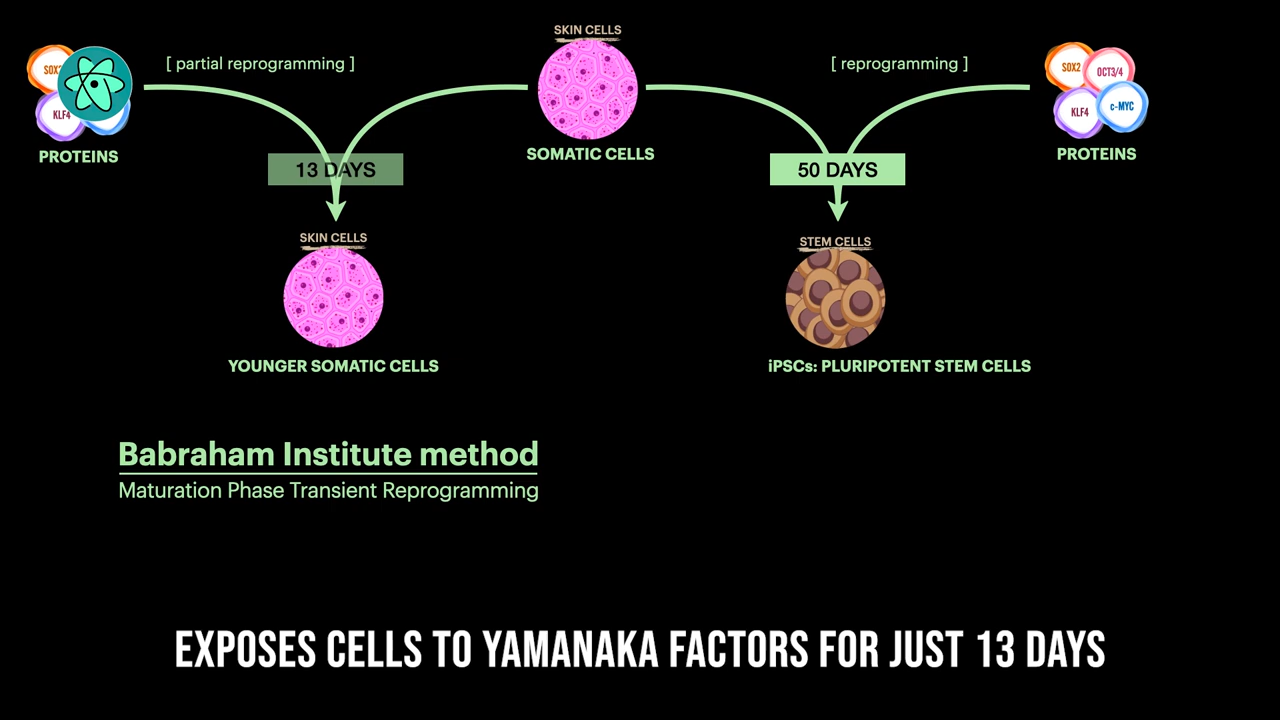 SKIN CELLS
[ partial reprogramming ]
[ reprogramming ]
SOX2
KLF4
SOX2
OCT3/4
KLF4
c-MYC
PROTEINS
SOMATIC CELLS
PROTEINS
13 DAYS
50 DAYS
SKIN CELLS
STEM CELLS
YOUNGER SOMATIC CELLS
iPSCs: PLURIPOTENT STEM CELLS
Babraham Institute method
Maturation Phase Transient Reprogramming
EXPOSES CELLS TO YAMANAKA FACTORS FOR JUST 13 DAYS